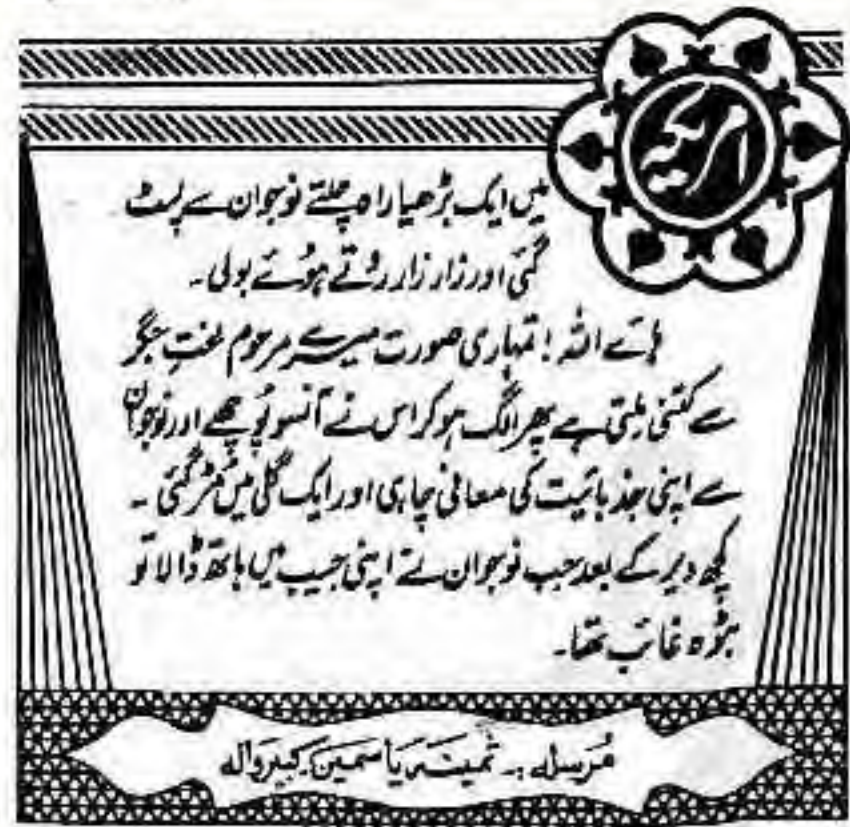 امریکہ
میں ایک بڑھیا راہ چلتے نوجوان سے لپٹ
گئی اور زار زار روتے ہوئے بولی۔
ہائے اللہ! تمہاری صورت میرے مرحوم لختِ جگر
سے کتنی ملتی ہے پھر الگ ہو کر اس نے آنسو پونچھے اور نوجوان
سے اپنی جذباتیت کی معافی چاہی اور ایک گلی میں مڑ گئی۔
کچھ دیر کے بعد جب نوجوان نے اپنی جیب میں ہاتھ ڈالا تو
بٹوہ غائب تھا۔
مرسلہ :۔ ثمینہ یاسمین۔ کبیروالہ